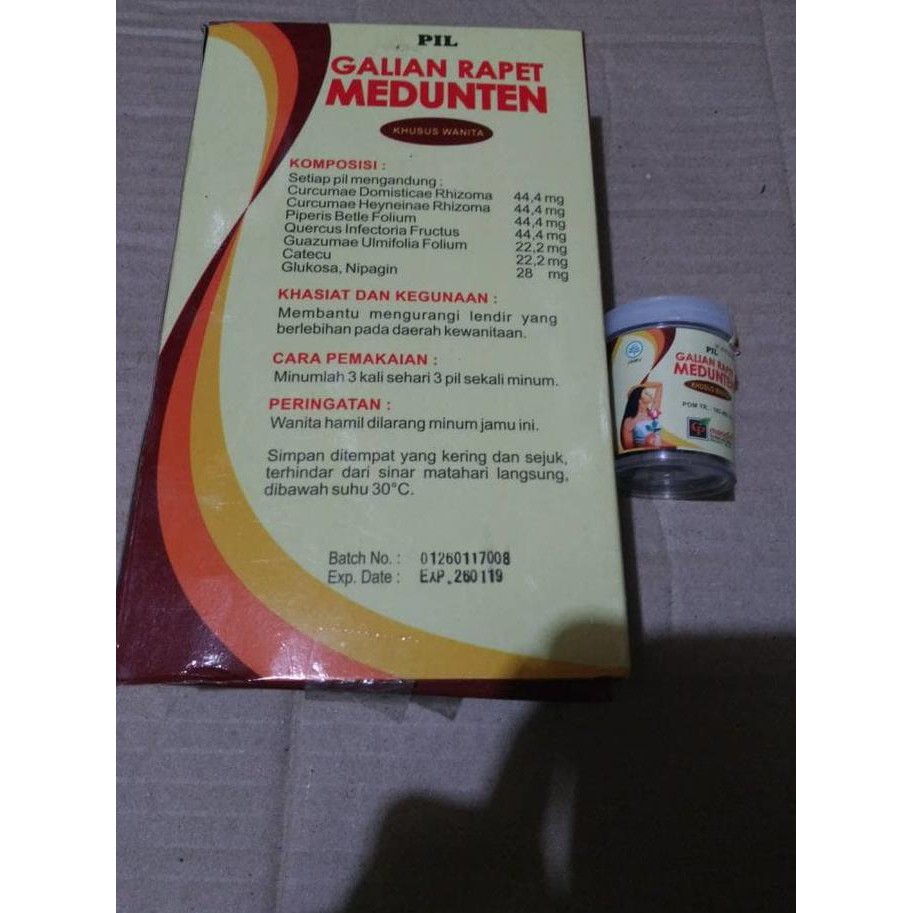 PIL
GALIAN RAPET
MEDUNTEN
KHUSUS WANITA
KOMPOSISI :
Setiap pil mengandung :
Curcumae Domisticae Rhizoma 44,4 mg
Curcumae Heyneinae Rhizoma 44,4 mg
Piperis Betle Folium 44,4 mg
Quercus Infectoria Fructus 44,4 mg
Guazumae Ulmifolia Folium 22,2 mg
Catecu 22,2 mg
Glukosa, Nipagin 28 mg
KHASIAT DAN KEGUNAAN :
Membantu mengurangi lendir yang
berlebihan pada daerah kewanitaan.
CARA PEMAKAIAN :
Minumlah 3 kali sehari 3 pil sekali minum.
PERINGATAN :
Wanita hamil dilarang minum jamu ini.
Simpan ditempat yang kering dan sejuk,
terhindar dari sinar matahari langsung,
dibawah suhu 30°C.
Batch No. : 01260117008
Exp. Date : EXP. 260119
PIL
GALIAN RAPET
MEDUNTEN
KHUSUS WANITA
POM TR. :